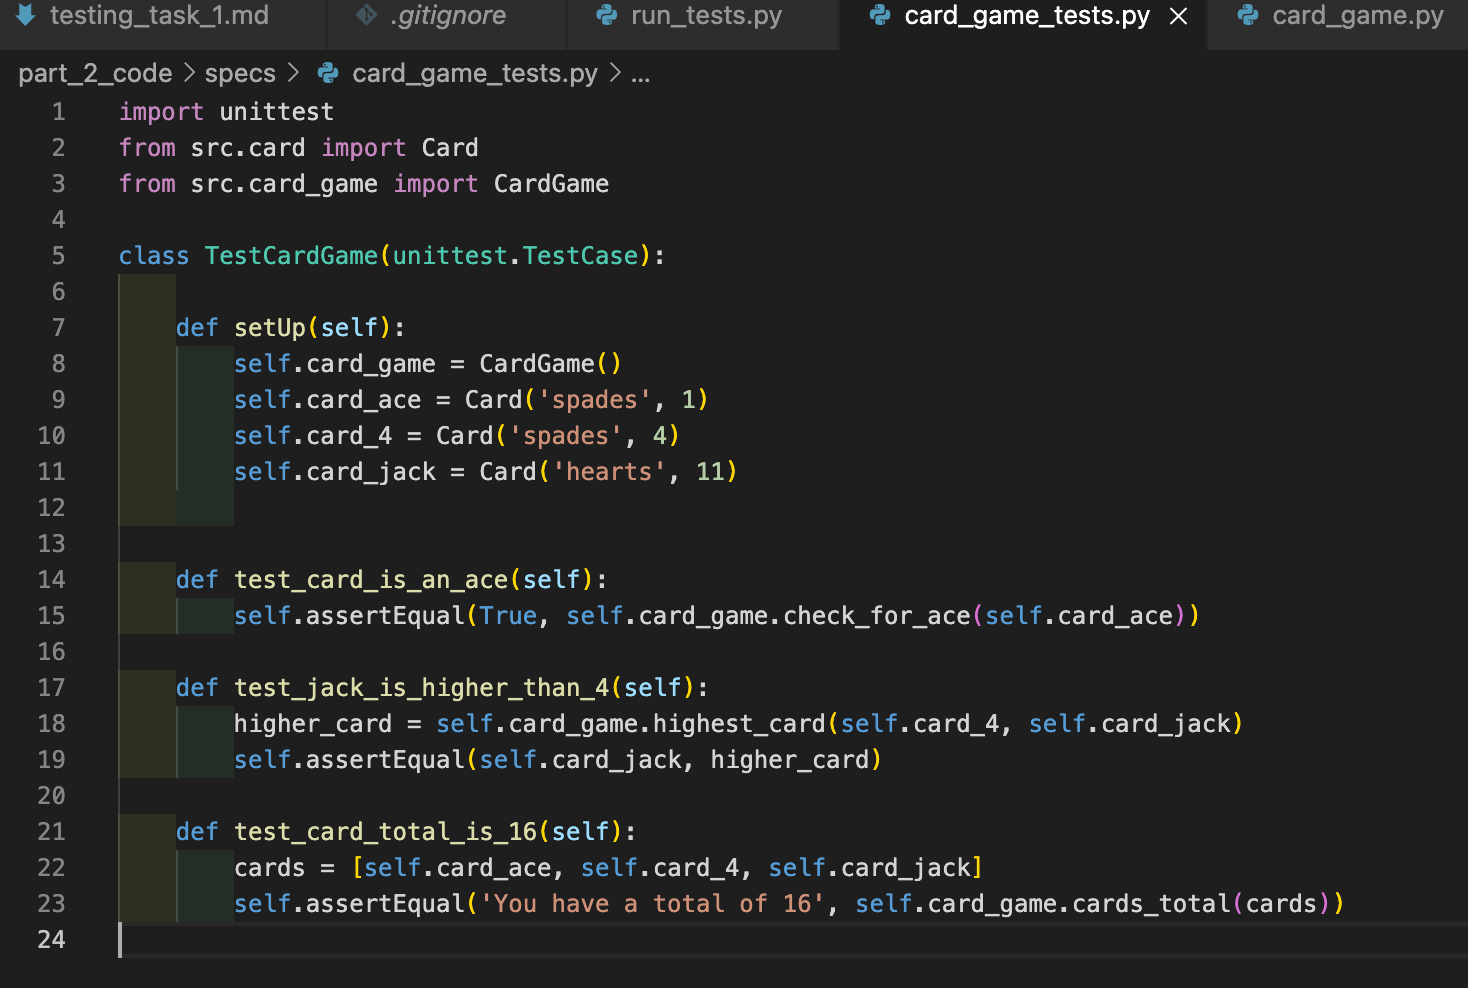 testing_task_1.md .gitignore run_tests.py card_game_tests.py card_game.py
part_2_code > specs > card_game_tests.py > ...
1 import unittest
2 from src.card import Card
3 from src.card_game import CardGame
4
5 class TestCardGame(unittest.TestCase):
6
7     def setUp(self):
8         self.card_game = CardGame()
9         self.card_ace = Card('spades', 1)
10         self.card_4 = Card('spades', 4)
11         self.card_jack = Card('hearts', 11)
12
13
14     def test_card_is_an_ace(self):
15         self.assertEqual(True, self.card_game.check_for_ace(self.card_ace))
16
17     def test_jack_is_higher_than_4(self):
18         higher_card = self.card_game.highest_card(self.card_4, self.card_jack)
19         self.assertEqual(self.card_jack, higher_card)
20
21     def test_card_total_is_16(self):
22         cards = [self.card_ace, self.card_4, self.card_jack]
23         self.assertEqual('You have a total of 16', self.card_game.cards_total(cards))
24